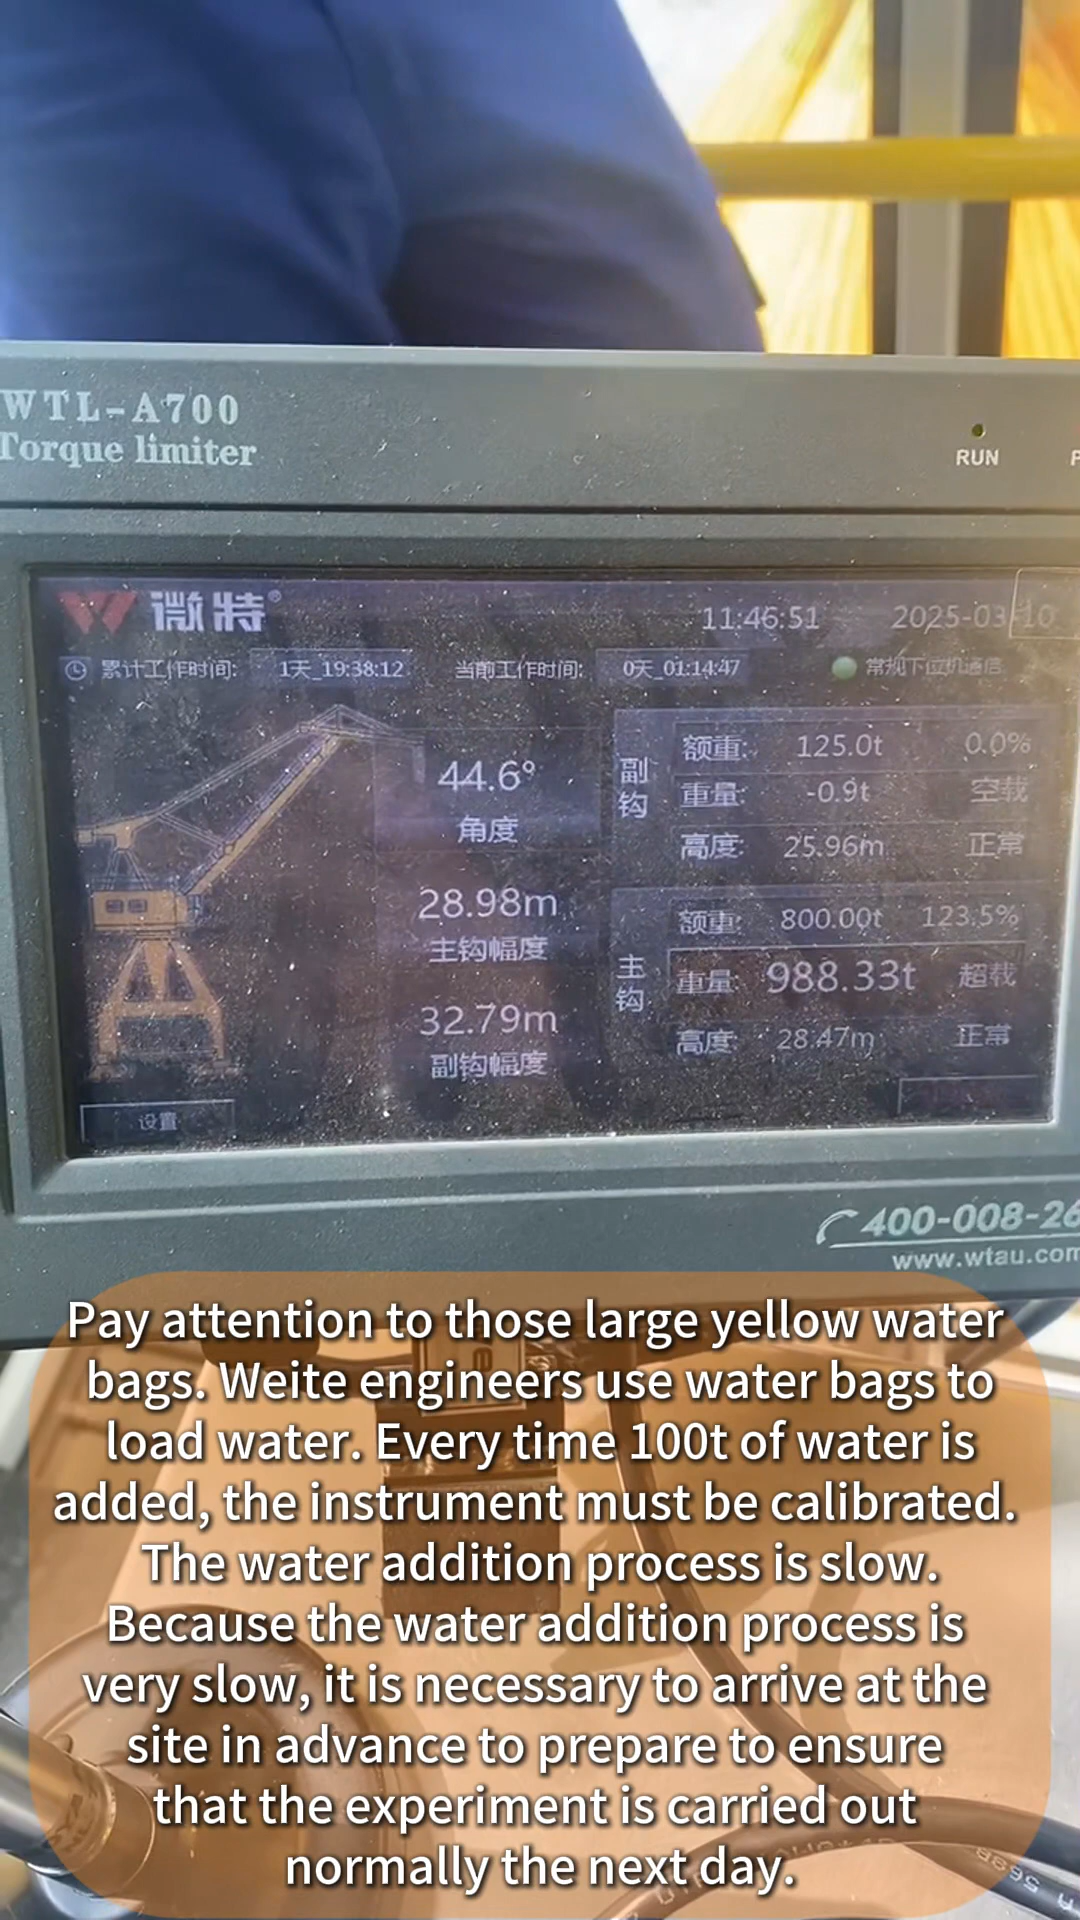 WTL-A700
Torque limiter
RUN
微特®
11:46:51 2025-03-10
累计工作时间: 1天_19:38:12 当前工作时间: 0天_01:14:47 常规下位机通信
44.6°
角度
28.98m
主钩幅度
32.79m
副钩幅度
副钩
额重: 125.0t 0.0%
重量: -0.9t 空载
高度: 25.96m 正常
主钩
额重: 800.00t 123.5%
重量: 988.33t 超载
高度: 28.47m 正常
设置
400-008-26
www.wtau.com
Pay attention to those large yellow water
bags. Weite engineers use water bags to
load water. Every time 100t of water is
added, the instrument must be calibrated.
The water addition process is slow.
Because the water addition process is
very slow, it is necessary to arrive at the
site in advance to prepare to ensure
that the experiment is carried out
normally the next day.